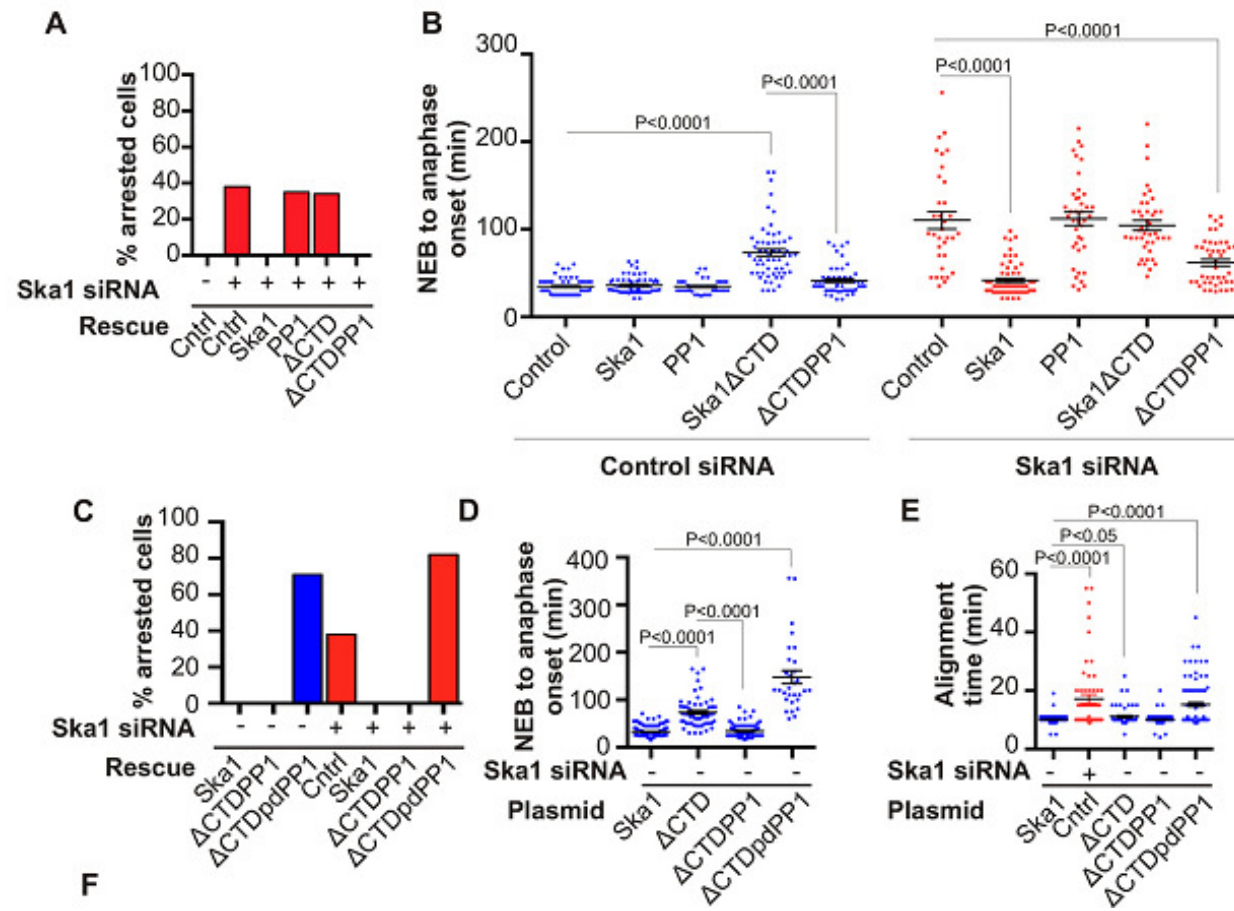 A
% arrested cells
100
80
60
40
20
0
Ska1 siRNA
- + + + + +
Rescue
Cntrl
Cntrl
Ska1
PP1
ΔCTD
ΔCTDPP1
B
NEB to anaphase
onset (min)
300
200
100
0
P<0.0001
P<0.0001
P<0.0001
P<0.0001
Control
Ska1
PP1
Ska1ΔCTD
ΔCTDPP1
Control
Ska1
PP1
Ska1ΔCTD
ΔCTDPP1
Control siRNA
Ska1 siRNA
C
% arrested cells
100
80
60
40
20
0
Ska1 siRNA
- - - + + + +
Rescue
Ska1
ΔCTDPP1
ΔCTDpdPP1
Cntrl
Ska1
ΔCTDPP1
ΔCTDpdPP1
D
NEB to anaphase
onset (min)
400
300
200
100
0
P<0.0001
P<0.0001
P<0.0001
Ska1 siRNA
- - - -
Plasmid
Ska1
ΔCTD
ΔCTDPP1
ΔCTDpdPP1
E
Alignment
time (min)
60
40
20
0
P<0.0001
P<0.05
P<0.0001
Ska1 siRNA
- + - - -
Plasmid
Ska1
Cntrl
ΔCTD
ΔCTDPP1
ΔCTDpdPP1
F